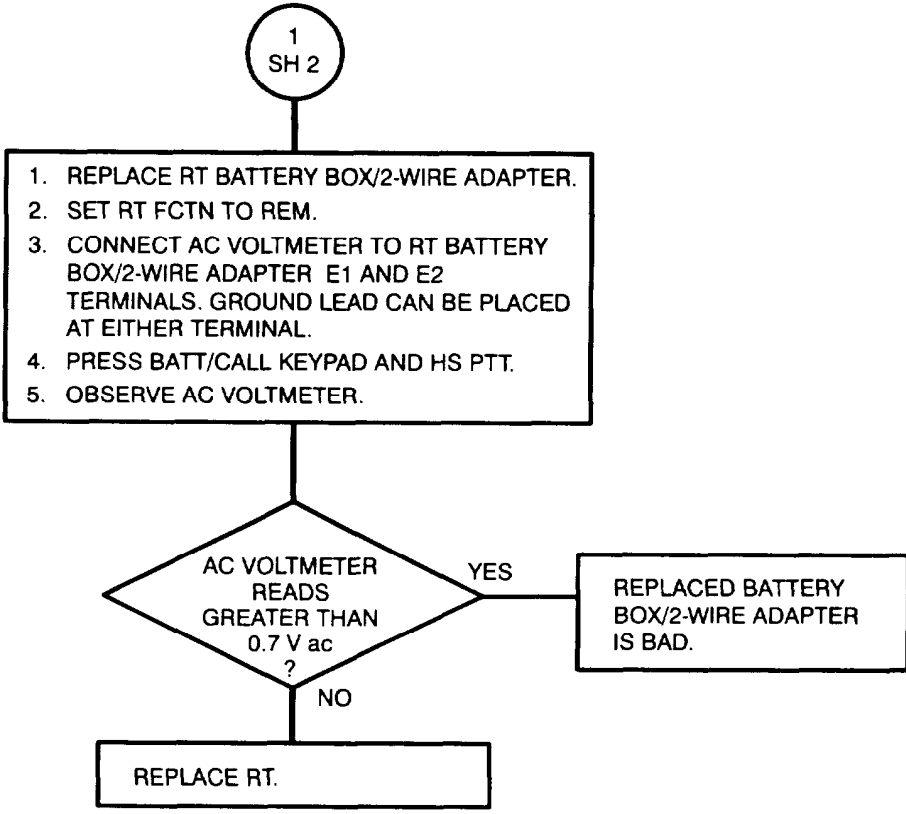 1
SH 2
1. REPLACE RT BATTERY BOX/2-WIRE ADAPTER.
2. SET RT FCTN TO REM.
3. CONNECT AC VOLTMETER TO RT BATTERY
BOX/2-WIRE ADAPTER E1 AND E2
TERMINALS. GROUND LEAD CAN BE PLACED
AT EITHER TERMINAL.
4. PRESS BATT/CALL KEYPAD AND HS PTT.
5. OBSERVE AC VOLTMETER.
AC VOLTMETER
READS
GREATER THAN
0.7 V ac
?
YES
REPLACED BATTERY
BOX/2-WIRE ADAPTER
IS BAD.
NO
REPLACE RT.